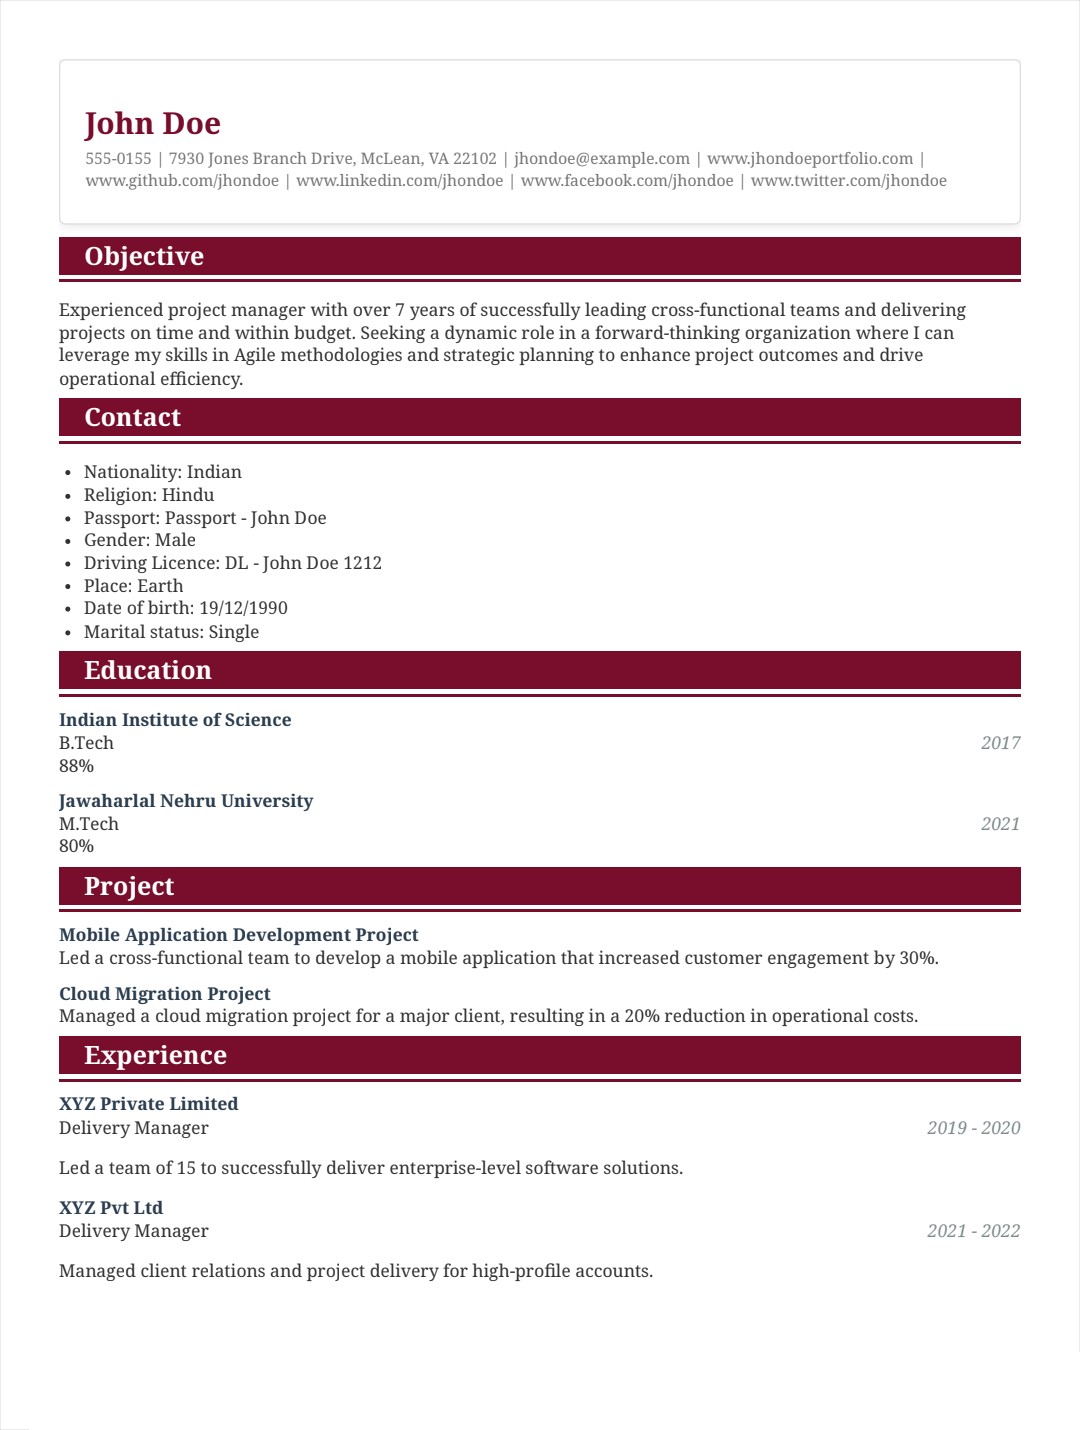 John Doe
555-0155 | 7930 Jones Branch Drive, McLean, VA 22102 | jhondoe@example.com | www.jhondoeportfolio.com |
www.github.com/jhondoe | www.linkedin.com/jhondoe | www.facebook.com/jhondoe | www.twitter.com/jhondoe
Objective
Experienced project manager with over 7 years of successfully leading cross-functional teams and delivering
projects on time and within budget. Seeking a dynamic role in a forward-thinking organization where I can
leverage my skills in Agile methodologies and strategic planning to enhance project outcomes and drive
operational efficiency.
Contact
• Nationality: Indian
• Religion: Hindu
• Passport: Passport - John Doe
• Gender: Male
• Driving Licence: DL - John Doe 1212
• Place: Earth
• Date of birth: 19/12/1990
• Marital status: Single
Education
Indian Institute of Science
B.Tech 2017
88%
Jawaharlal Nehru University
M.Tech 2021
80%
Project
Mobile Application Development Project
Led a cross-functional team to develop a mobile application that increased customer engagement by 30%.
Cloud Migration Project
Managed a cloud migration project for a major client, resulting in a 20% reduction in operational costs.
Experience
XYZ Private Limited
Delivery Manager 2019 - 2020
Led a team of 15 to successfully deliver enterprise-level software solutions.
XYZ Pvt Ltd
Delivery Manager 2021 - 2022
Managed client relations and project delivery for high-profile accounts.